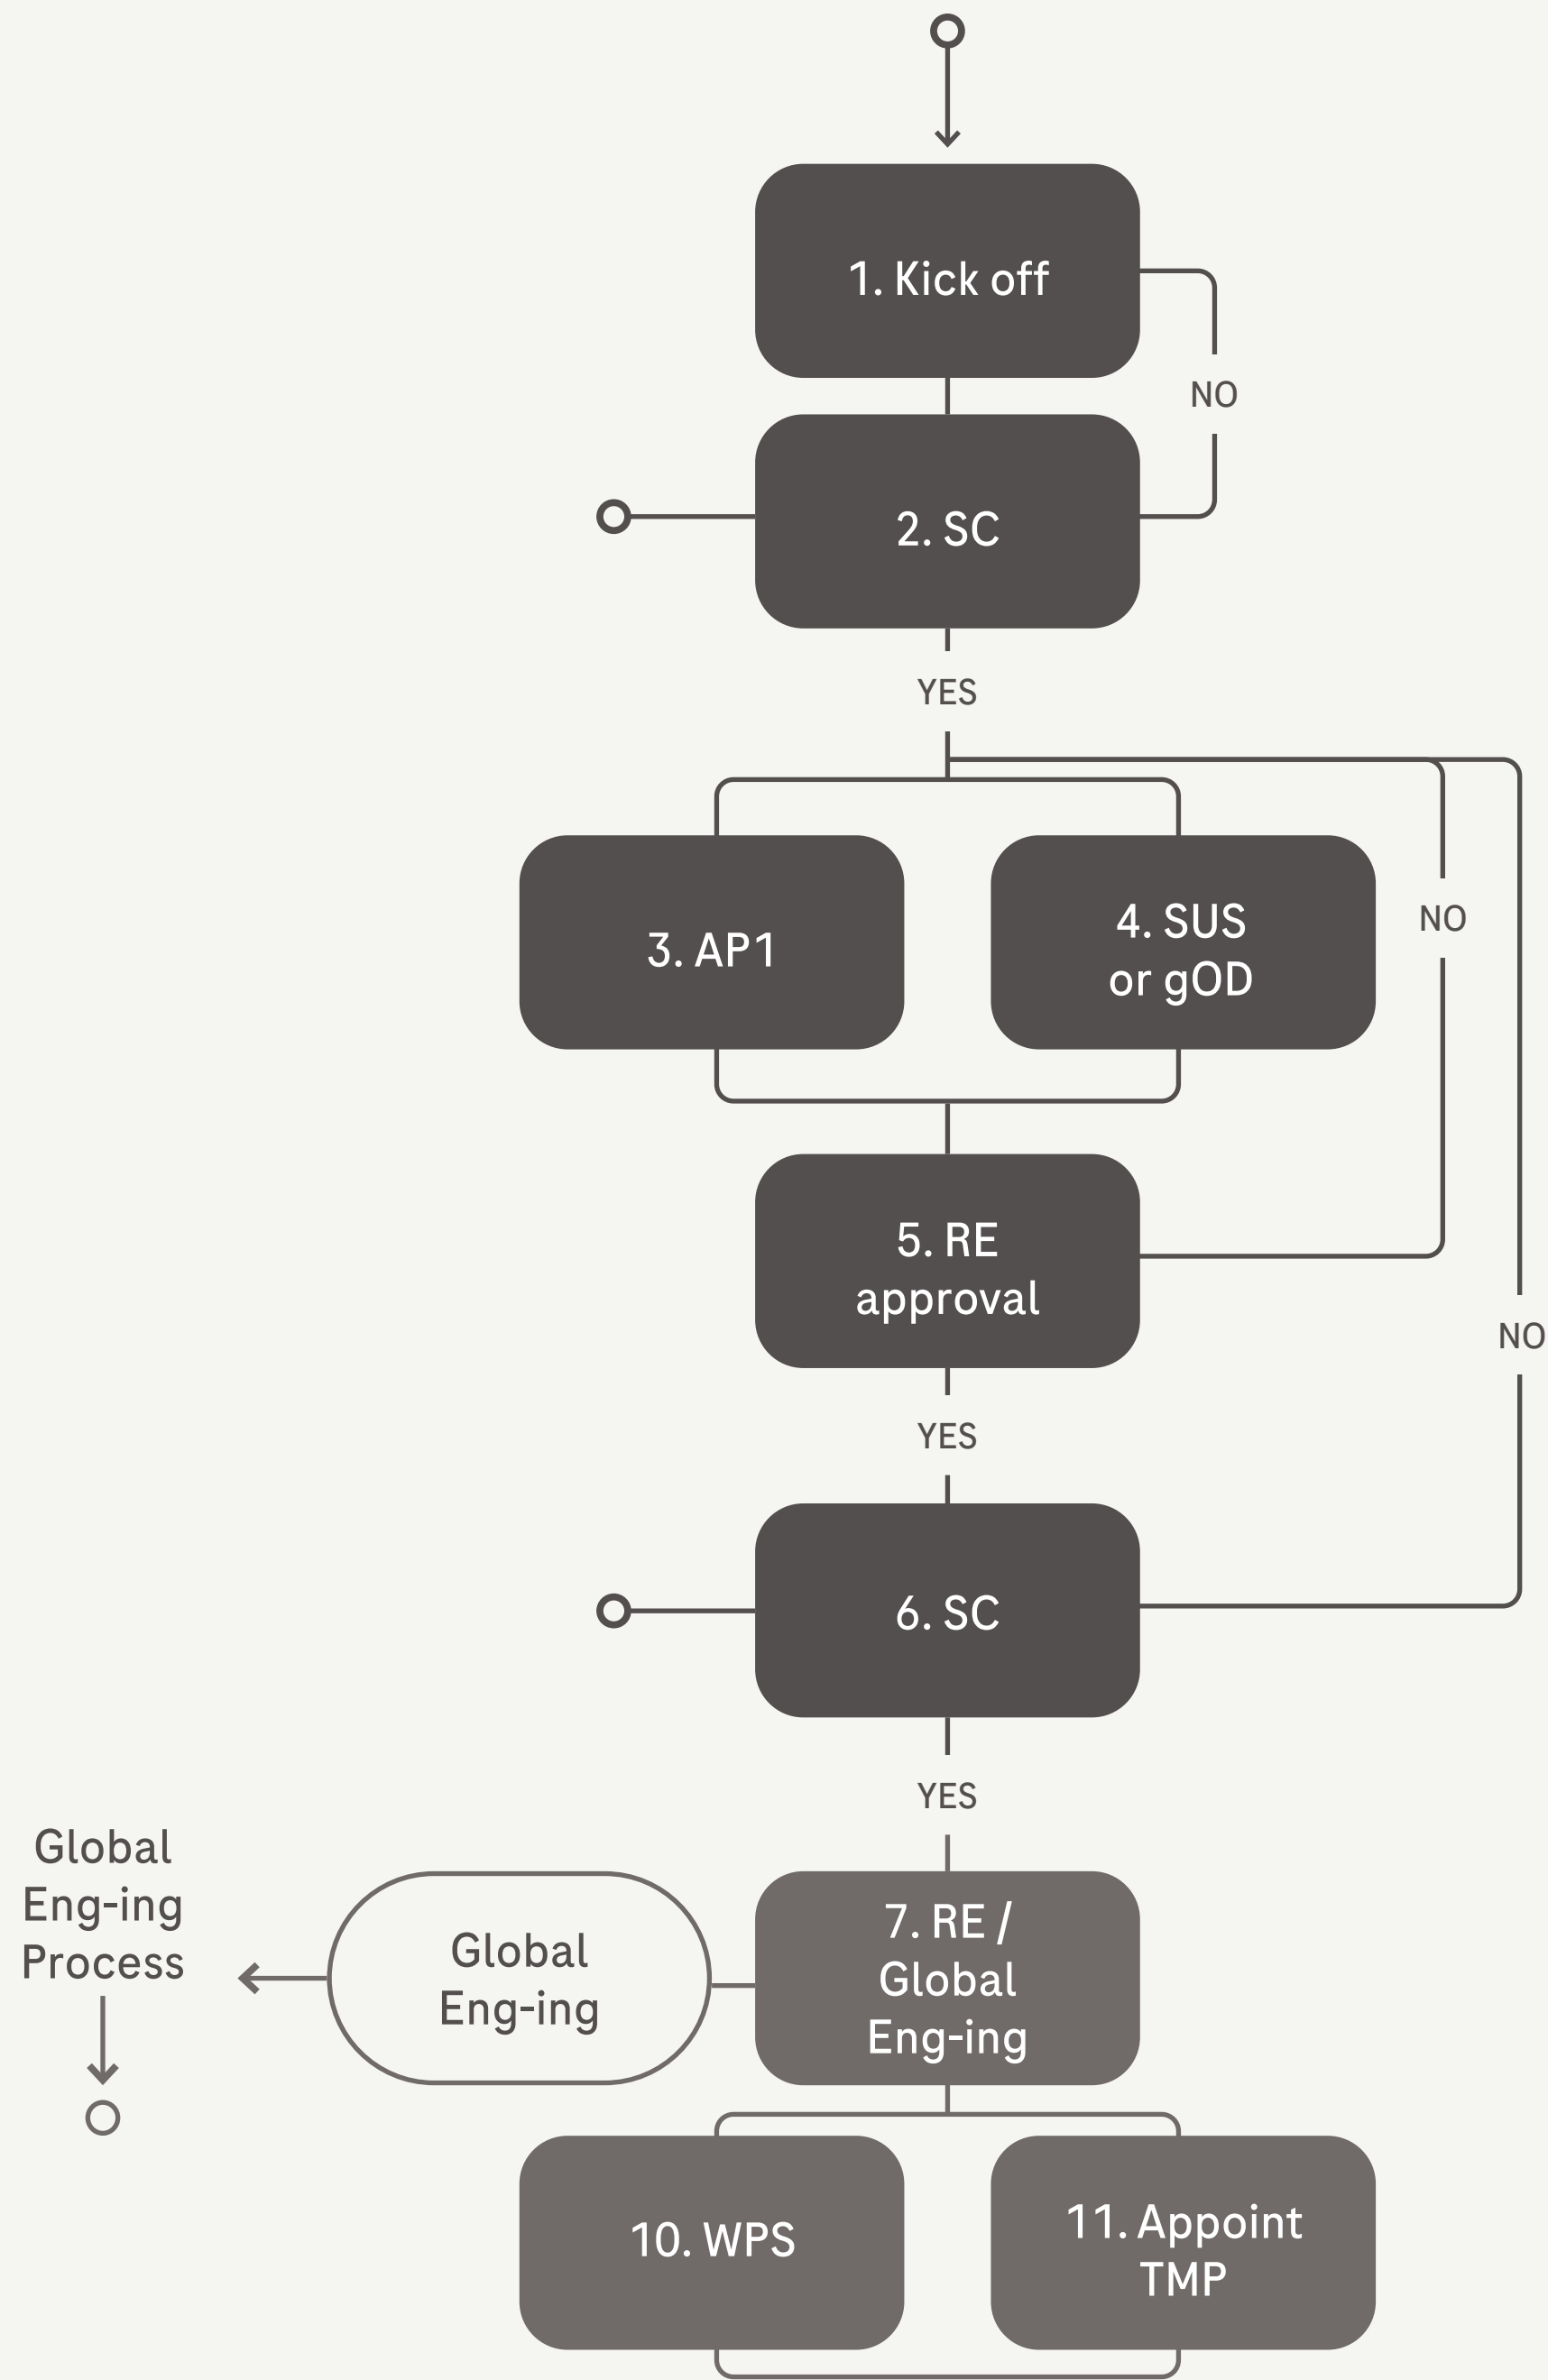 1. Kick off
NO
2. SC
YES
3. AP1
4. SUS
or gOD
NO
5. RE
approval
NO
YES
6. SC
YES
Global
Eng-ing
Process
Global
Eng-ing
7. RE /
Global
Eng-ing
10. WPS
11. Appoint
TMP